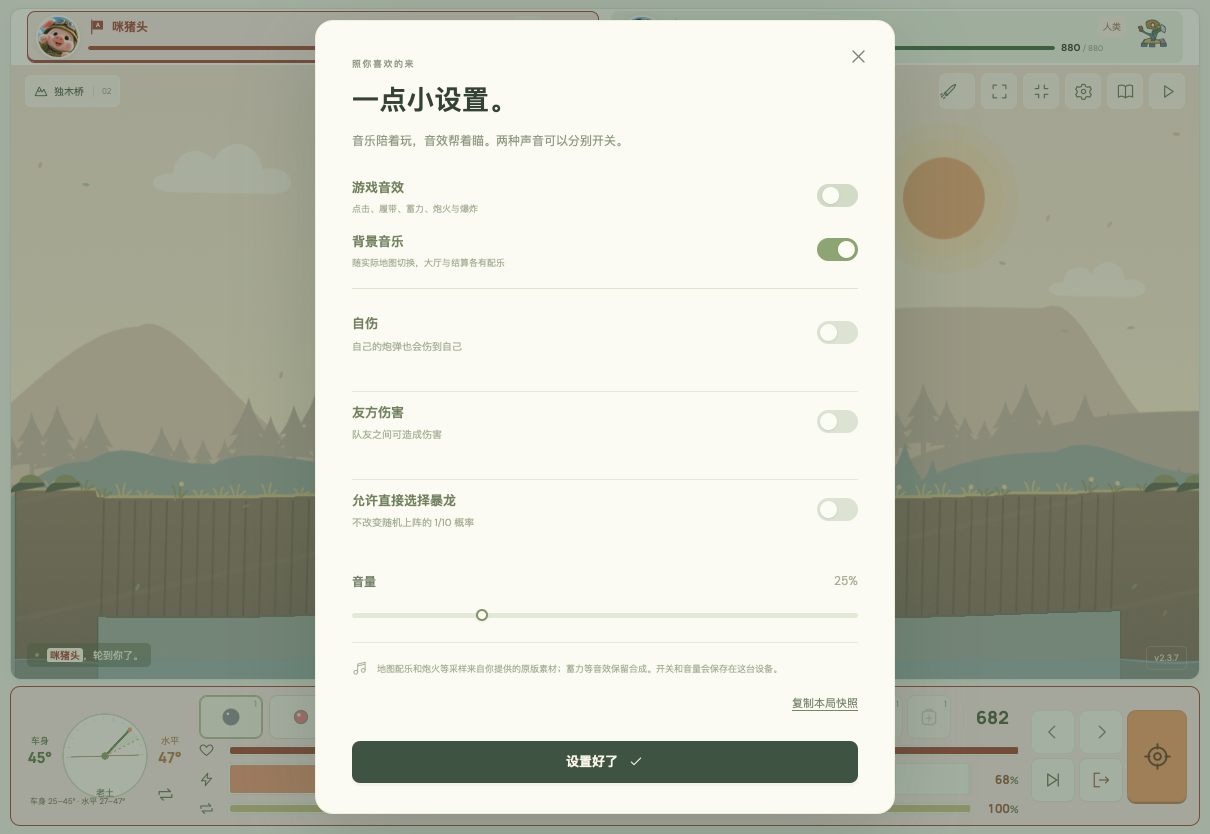 咪猪头
人类
880 / 880
独木桥 02
照你喜欢的来
一点小设置。
音乐陪着玩，音效帮着瞄。两种声音可以分别开关。
游戏音效
点击、履带、蓄力、炮火与爆炸
背景音乐
随实际地图切换，大厅与结算各有配乐
自伤
自己的炮弹也会伤到自己
友方伤害
队友之间可造成伤害
允许直接选择暴龙
不改变随机上阵的 1/10 概率
音量
25%
地图配乐和炮火等采样来自你提供的原版素材；蓄力等音效保留合成。开关和音量会保存在这台设备。
复制本局快照
设置好了
咪猪头，轮到你了。
v2.3.7
车身
45°
水平
47°
老土
车身 25–45° · 水平 27–47°
1
1
1
682
68%
100%